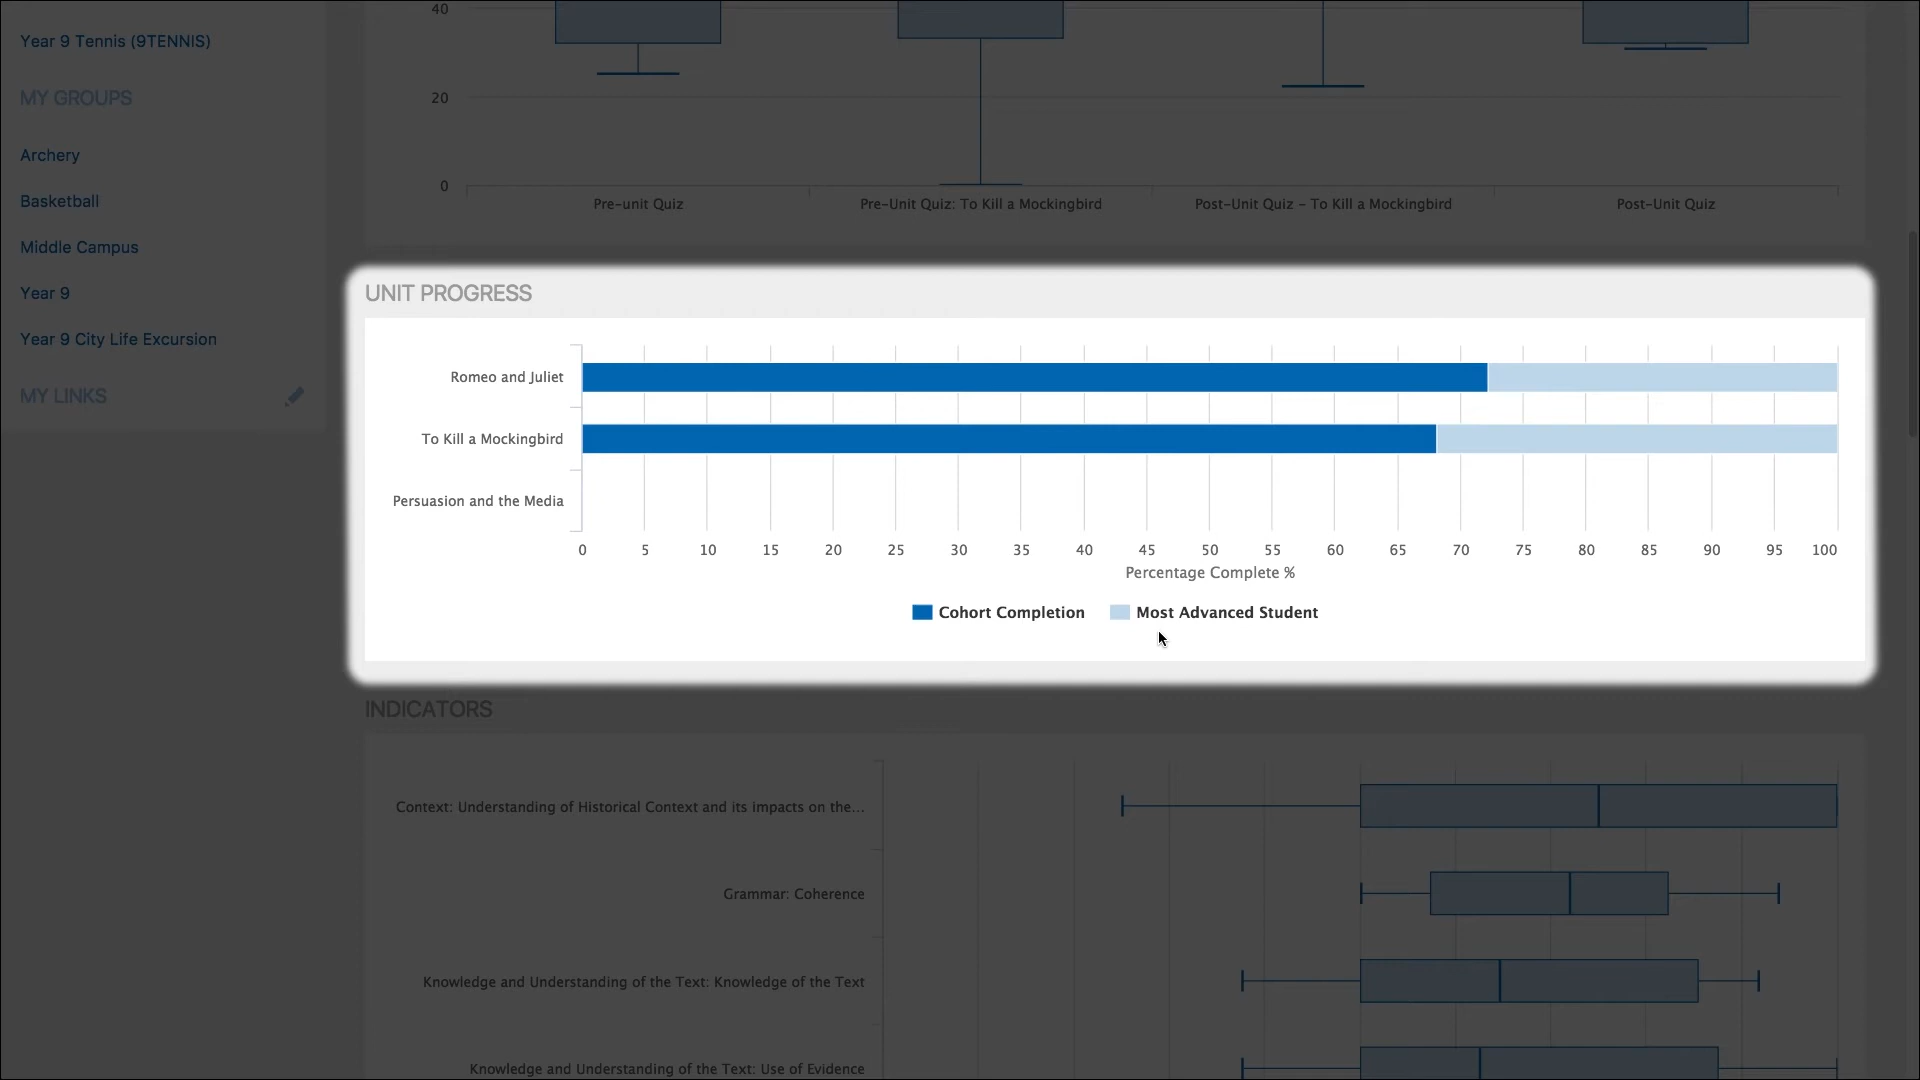 Year 9 Tennis (9TENNIS)
MY GROUPS
Archery
Basketball
Middle Campus
Year 9
Year 9 City Life Excursion
MY LINKS
40
20
0
Pre-unit Quiz
Pre-Unit Quiz: To Kill a Mockingbird
Post-Unit Quiz - To Kill a Mockingbird
Post-Unit Quiz
UNIT PROGRESS
Romeo and Juliet
To Kill a Mockingbird
Persuasion and the Media
0 5 10 15 20 25 30 35 40 45 50 55 60 65 70 75 80 85 90 95 100
Percentage Complete %
Cohort Completion Most Advanced Student
INDICATORS
Context: Understanding of Historical Context and its impacts on the...
Grammar: Coherence
Knowledge and Understanding of the Text: Knowledge of the Text
Knowledge and Understanding of the Text: Use of Evidence